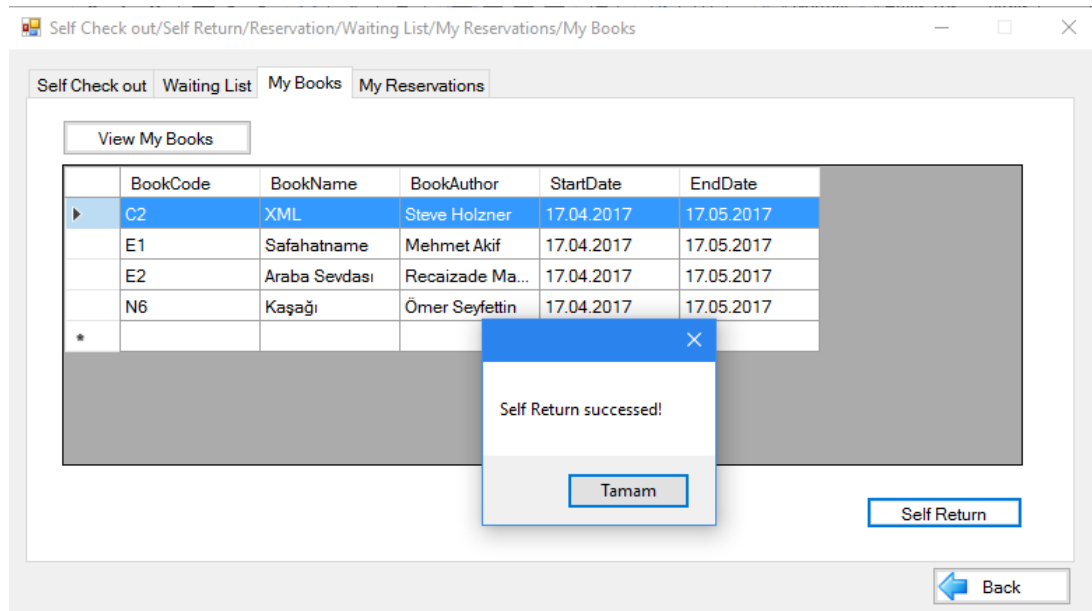 Self Check out/Self Return/Reservation/Waiting List/My Reservations/My Books
Self Check out Waiting List My Books My Reservations
View My Books
BookCode BookName BookAuthor StartDate EndDate
C2 XML Steve Holzner 17.04.2017 17.05.2017
E1 Safahatname Mehmet Akif 17.04.2017 17.05.2017
E2 Araba Sevdası Recaizade Ma... 17.04.2017 17.05.2017
N6 Kaşağı Ömer Seyfettin 17.04.2017 17.05.2017
Self Return successed!
Tamam
Self Return
Back